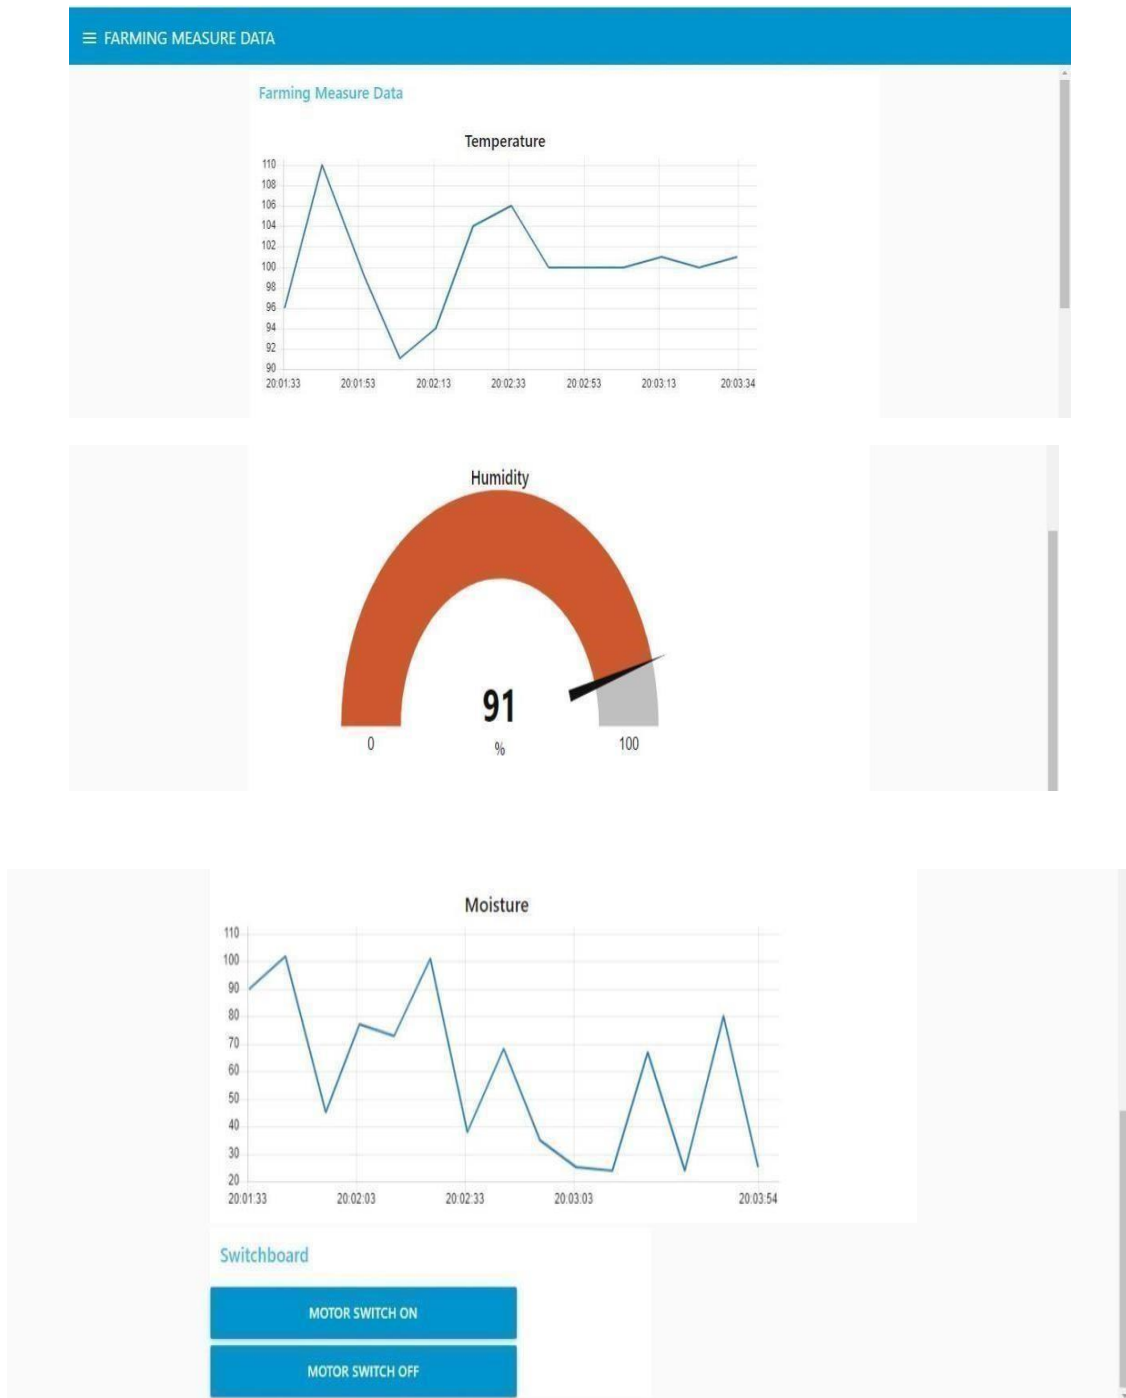 ≡ FARMING MEASURE DATA
Farming Measure Data
Temperature
110
108
106
104
102
100
98
96
94
92
90
20:01:33 20:01:53 20:02:13 20:02:33 20:02:53 20:03:13 20:03:34
Humidity
91
%
0 100
Moisture
110
100
90
80
70
60
50
40
30
20
20:01:33 20:02:03 20:02:33 20:03:03 20:03:54
Switchboard
MOTOR SWITCH ON
MOTOR SWITCH OFF